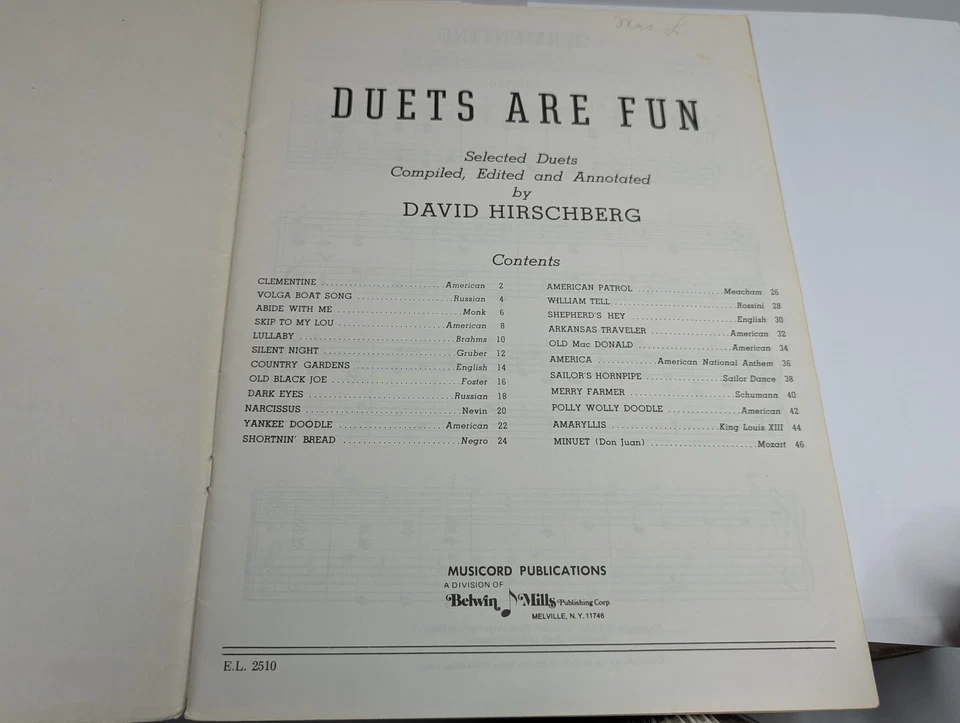 DUETS ARE FUN
Selected Duets
Compiled, Edited and Annotated
by
DAVID HIRSCHBERG
Contents
CLEMENTINE American 2
VOLGA BOAT SONG Russian 4
ABIDE WITH ME Monk 6
SKIP TO MY LOU American 8
LULLABY Brahms 10
SILENT NIGHT Gruber 12
COUNTRY GARDENS English 14
OLD BLACK JOE Foster 16
DARK EYES Russian 18
NARCISSUS Nevin 20
YANKEE DOODLE American 22
SHORTNIN' BREAD Negro 24
AMERICAN PATROL Meacham 26
WILLIAM TELL Rossini 28
SHEPHERD'S HEY English 30
ARKANSAS TRAVELER American 32
OLD Mac DONALD American 34
AMERICA American National Anthem 36
SAILOR'S HORNPIPE Sailor Dance 38
MERRY FARMER Schumann 40
POLLY WOLLY DOODLE American 42
AMARYLLIS King Louis XIII 44
MINUET (Don Juan) Mozart 46
MUSICORD PUBLICATIONS
A DIVISION OF
Belwin Mills Publishing Corp.
MELVILLE, N.Y. 11746
E.L. 2510